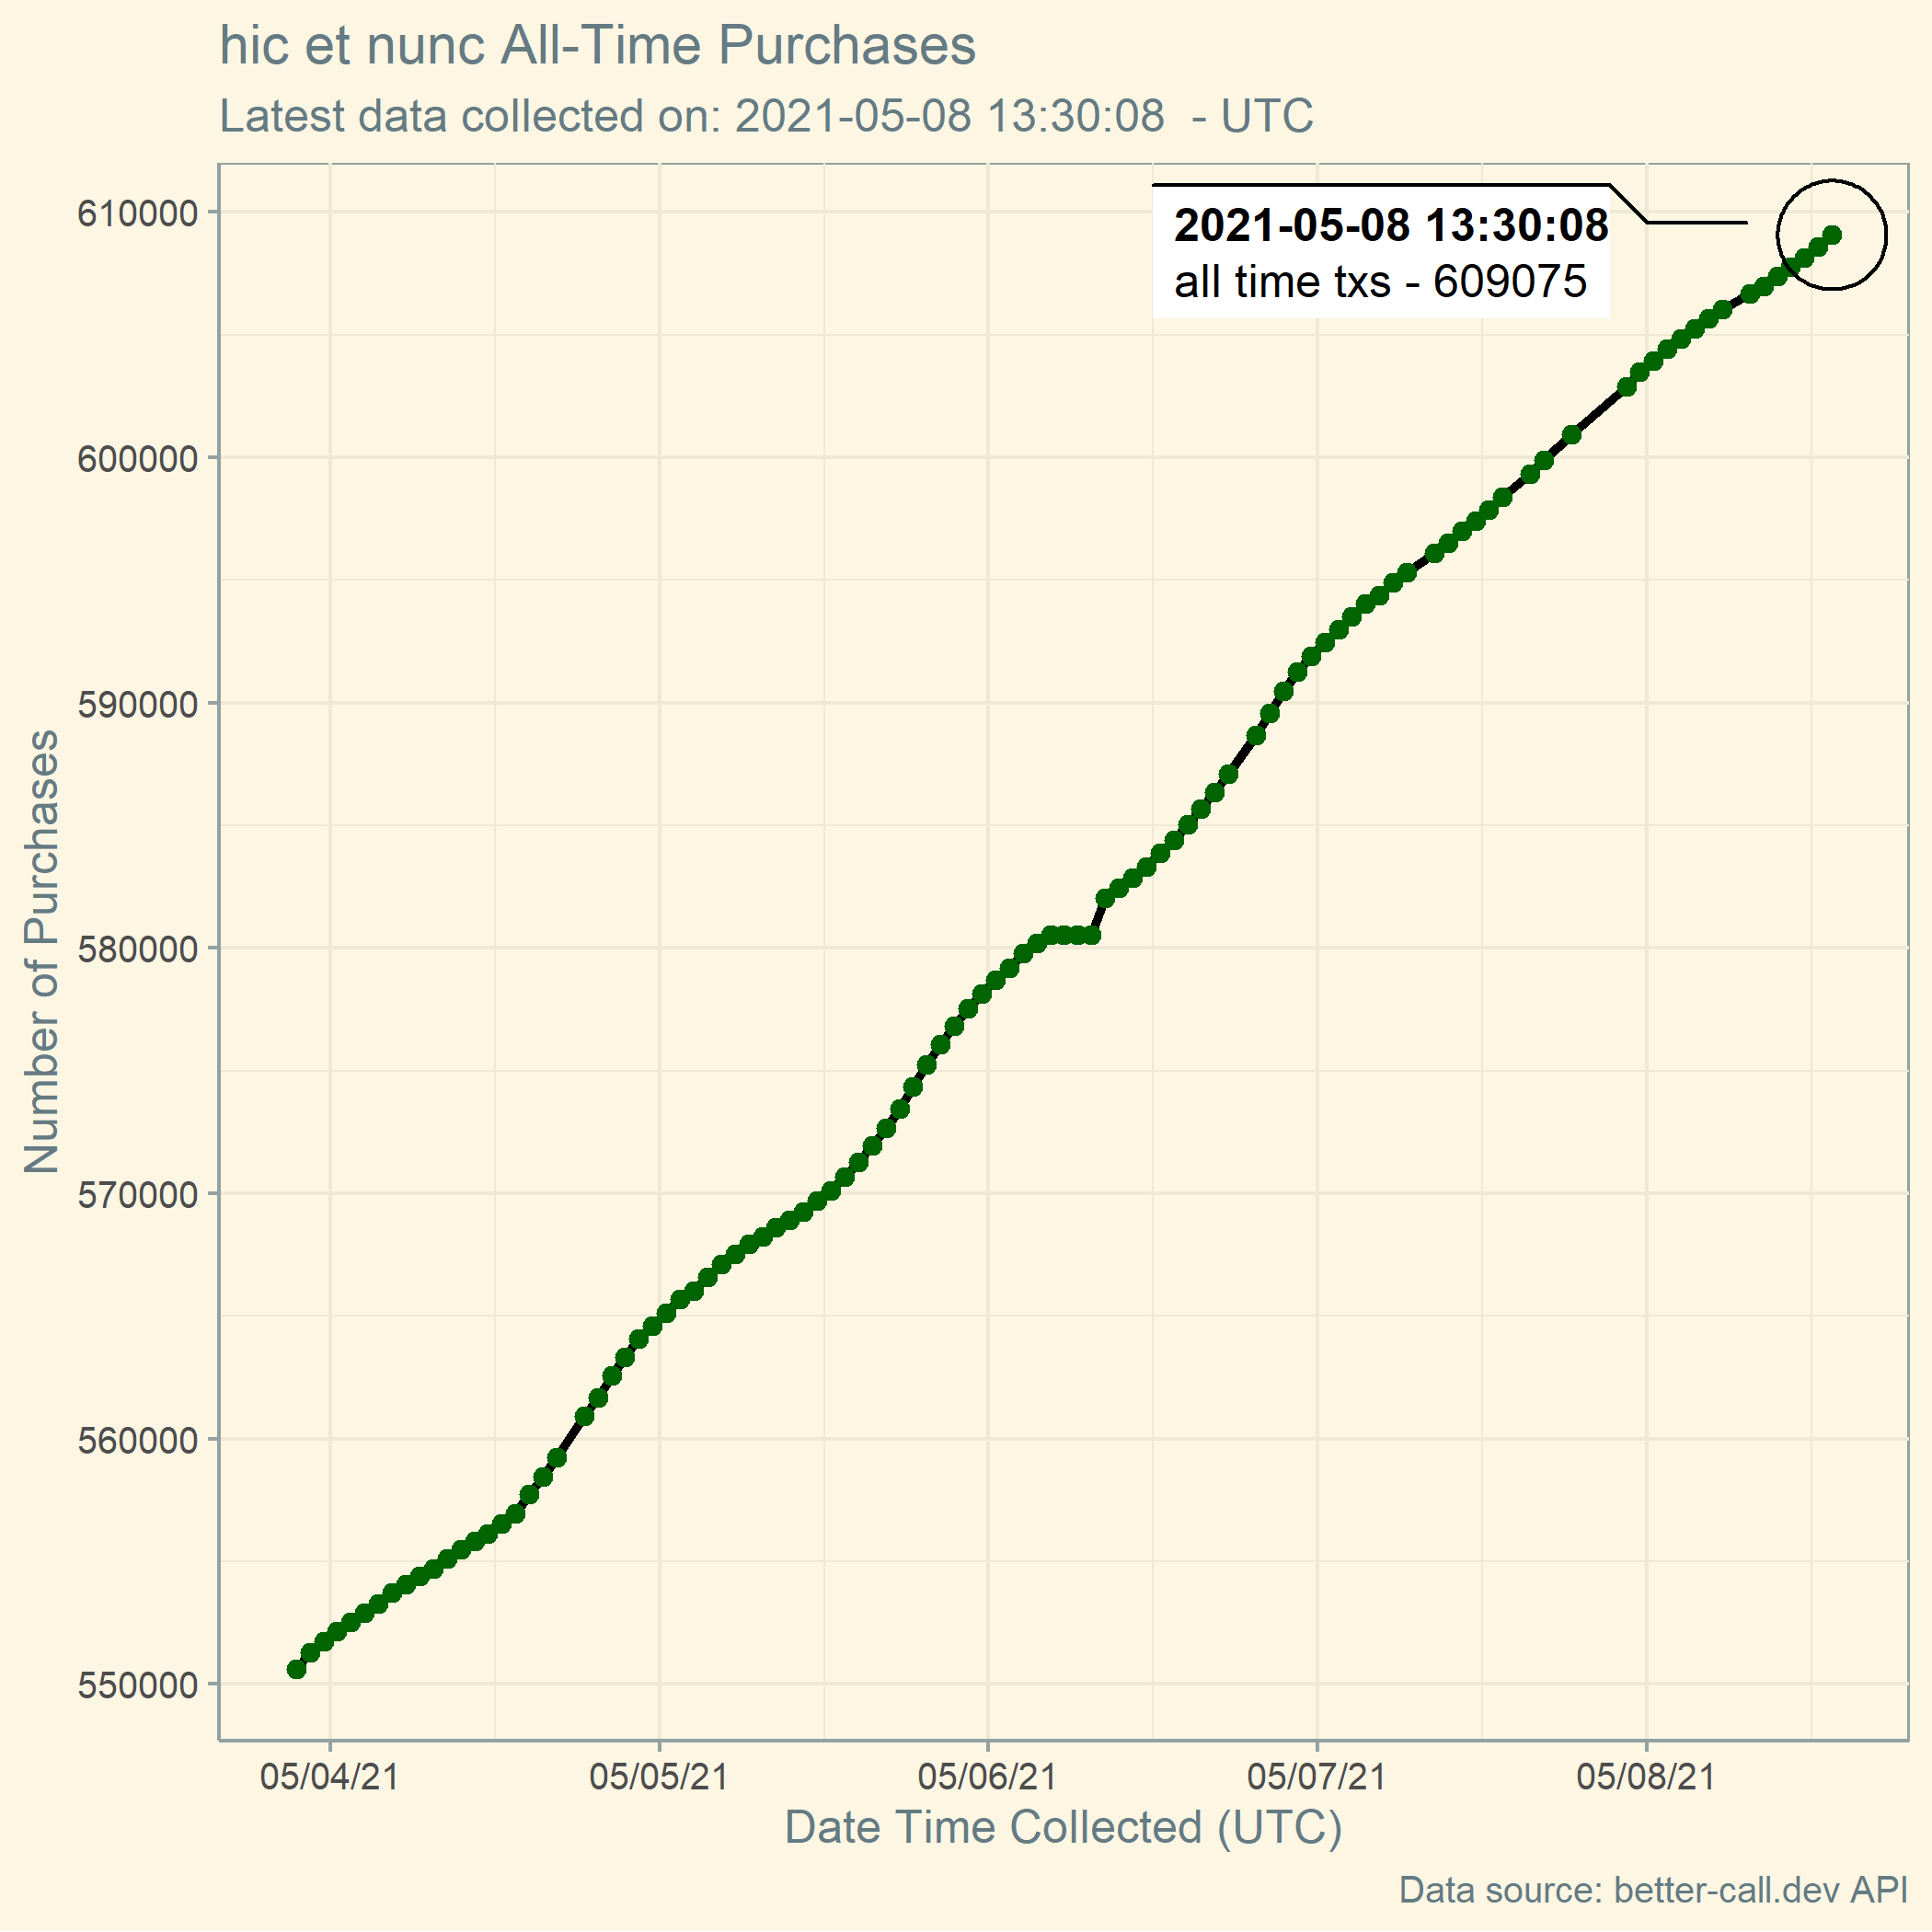 hic et nunc All-Time Purchases
Latest data collected on: 2021-05-08 13:30:08  - UTC
2021-05-08 13:30:08
all time txs - 609075
610000
600000
590000
580000
570000
560000
550000
Number of Purchases
05/04/21
05/05/21
05/06/21
05/07/21
05/08/21
Date Time Collected (UTC)
Data source: better-call.dev API